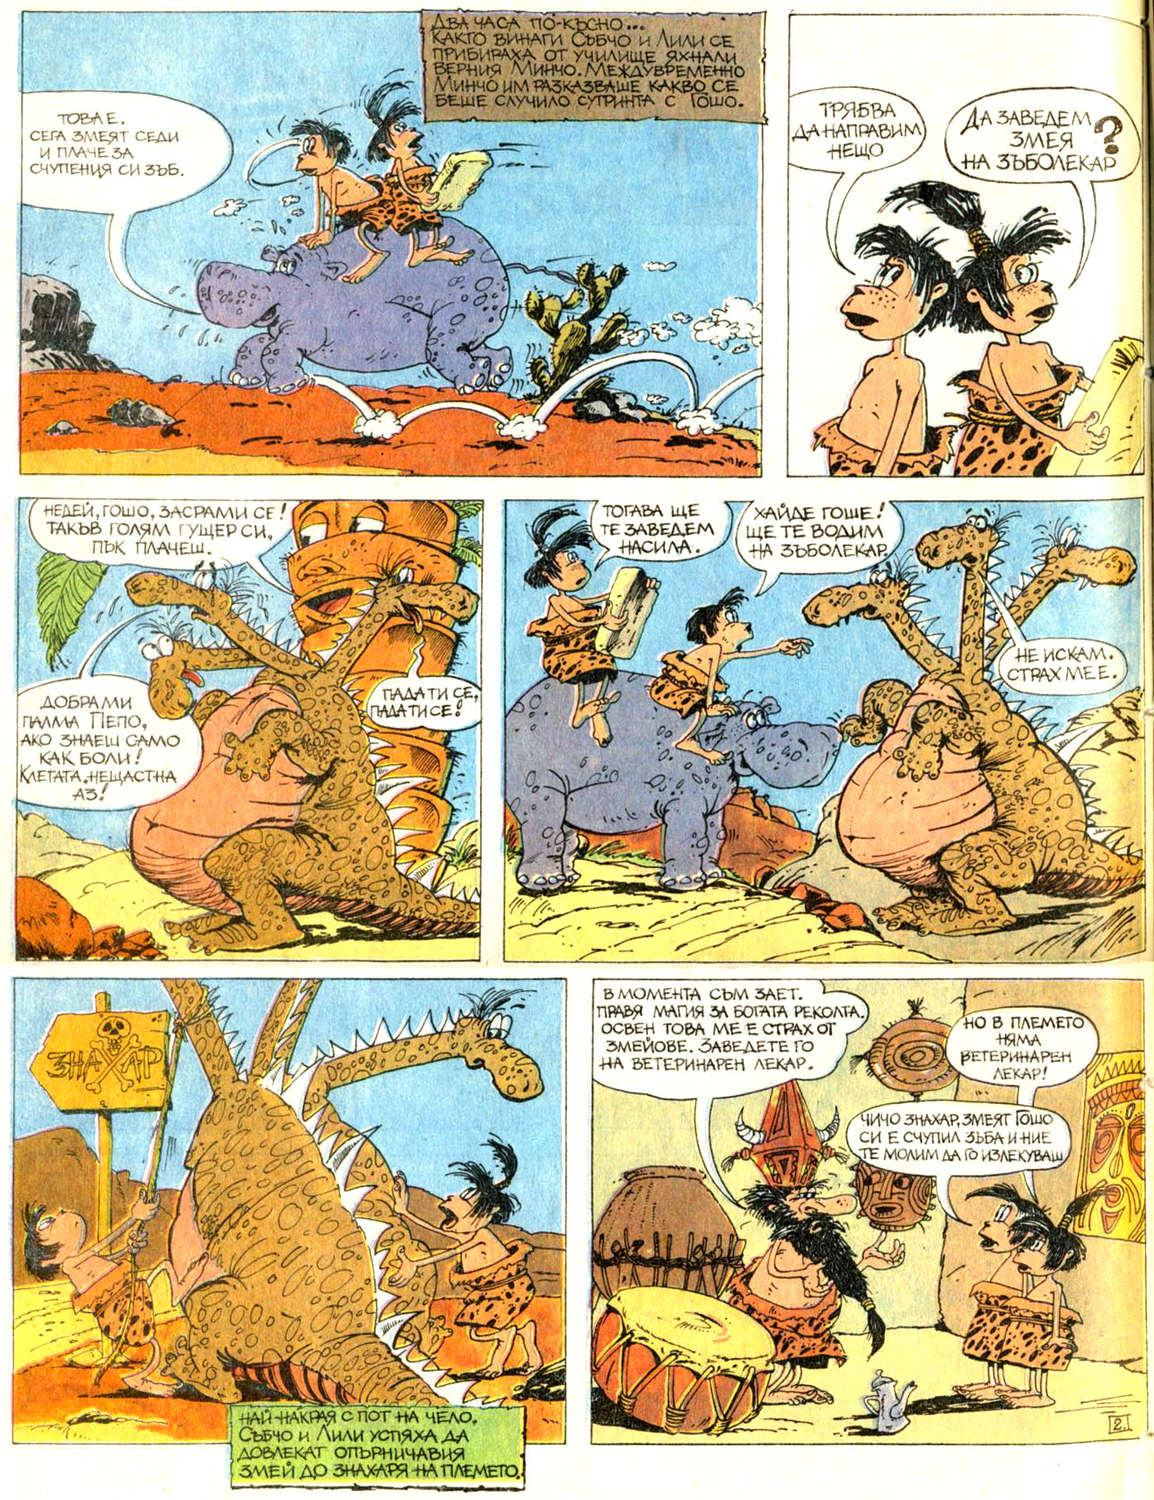 ДВА ЧАСА ПО-КЪСНО...
КАКТО ВИНАГИ СЪБЧО И ЛИЛИ СЕ
ПРИБИРАХА ОТ УЧИЛИЩЕ ЯХНАЛИ
ВЕРНИЯ МИНЧО. МЕЖДУВРЕМЕННО
МИНЧО ИМ РАЗКАЗВАШЕ КАКВО СЕ
БЕШЕ СЛУЧИЛО СУТРИНТА С ГОШО.
ТОВА Е.
СЕГА ЗМЕЯТ СЕДИ
И ПЛАЧЕ ЗА
СЧУПЕНИЯ СИ ЗЪБ.
ТРЯБВА
ДА НАПРАВИМ
НЕЩО
ДА ЗАВЕДЕМ
ЗМЕЯ
НА ЗЪБОЛЕКАР?
НЕДЕЙ, ГОШО, ЗАСРАМИ СЕ!
ТАКЪВ ГОЛЯМ ГУЩЕР СИ,
ПЪК ПЛАЧЕШ.
ДОБРА МИ
ПАЛМА ПЕПО,
АКО ЗНАЕШ САМО
КАК БОЛИ!
КЛЕТАТА, НЕЩАСТНА
АЗ!
ПАДА ТИ СЕ,
ПАДА ТИ СЕ!
ТОГАВА ЩЕ
ТЕ ЗАВЕДЕМ
НАСИЛА.
ХАЙДЕ ГОШЕ!
ЩЕ ТЕ ВОДИМ
НА ЗЪБОЛЕКАР.
НЕ ИСКАМ.
СТРАХ МЕ Е.
ЗНАХАР
НАЙ-НАКРАЯ С ПОТ НА ЧЕЛО,
СЪБЧО И ЛИЛИ УСПЯХА ДА
ДОВЛЕКАТ ОПЪРНИЧАВИЯ
ЗМЕЙ ДО ЗНАХАРЯ НА ПЛЕМЕТО.
В МОМЕНТА СЪМ ЗАЕТ.
ПРАВЯ МАГИЯ ЗА БОГАТА РЕКОЛТА.
ОСВЕН ТОВА МЕ Е СТРАХ ОТ
ЗМЕЙОВЕ. ЗАВЕДЕТЕ ГО
НА ВЕТЕРИНАРЕН ЛЕКАР.
НО В ПЛЕМЕТО
НЯМА
ВЕТЕРИНАРЕН
ЛЕКАР!
ЧИЧО ЗНАХАР, ЗМЕЯТ ГОШО
СИ Е СЧУПИЛ ЗЪБА И НИЕ
ТЕ МОЛИМ ДА ГО ИЗЛЕКУВАШ
2.